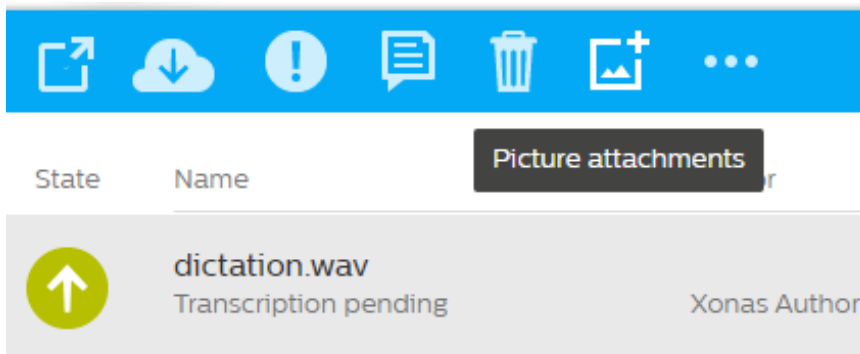 Picture attachments
State Name
dictation.wav
Transcription pending Xonas Author